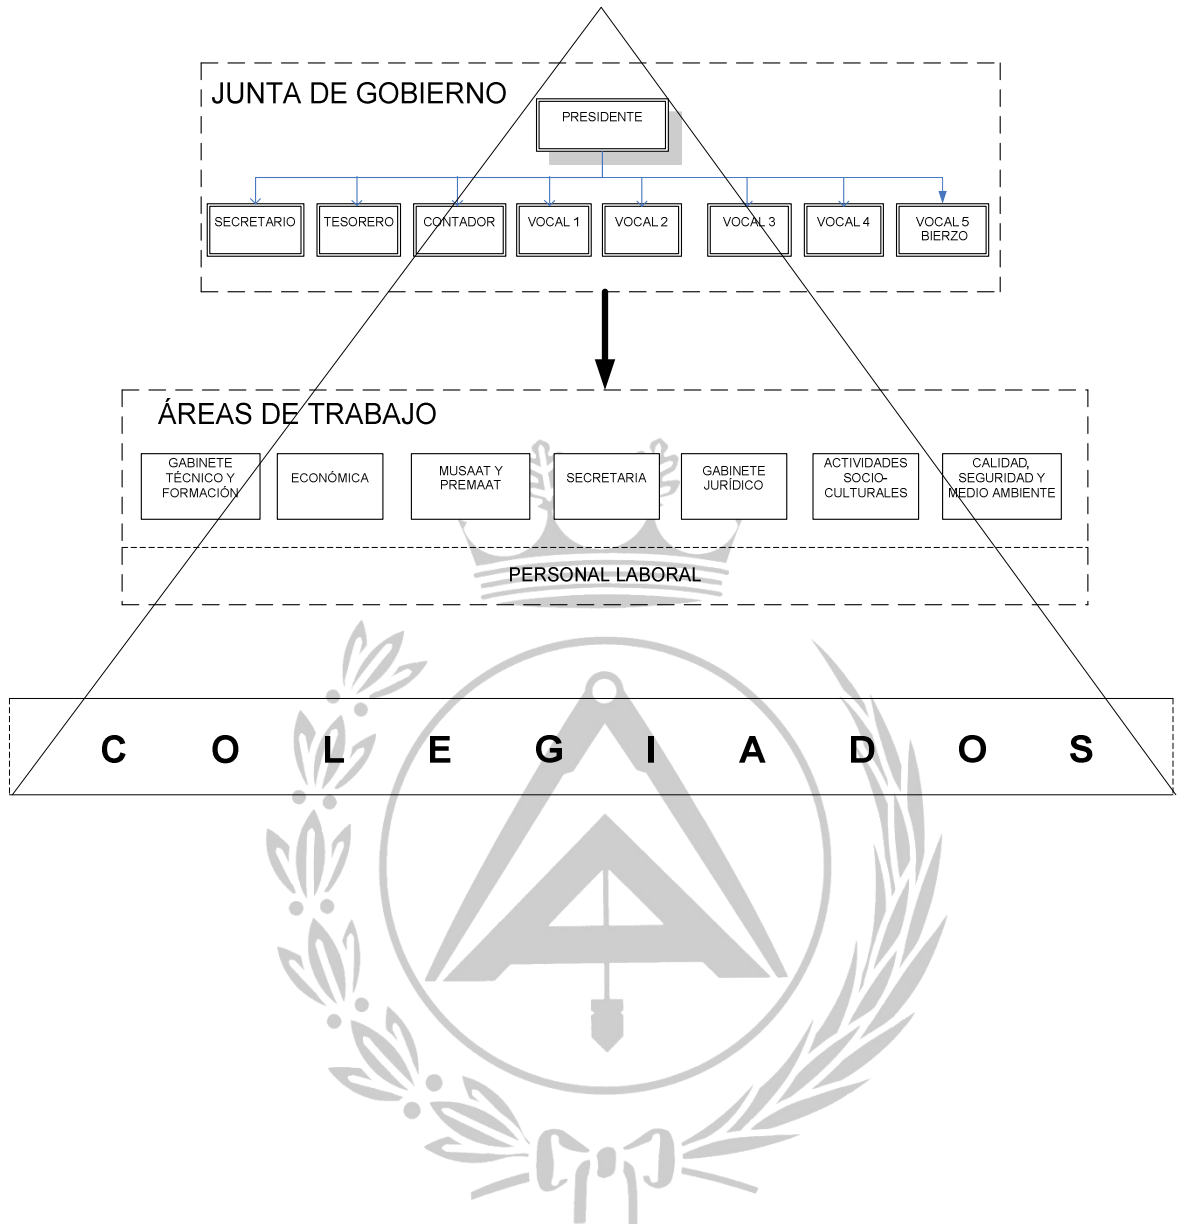 JUNTA DE GOBIERNO
PRESIDENTE
SECRETARIO
TESORERO
CONTADOR
VOCAL 1
VOCAL 2
VOCAL 3
VOCAL 4
VOCAL 5
BIERZO
ÁREAS DE TRABAJO
GABINETE
TÉCNICO Y
FORMACIÓN
ECONÓMICA
MUSAAT Y
PREMAAT
SECRETARIA
GABINETE
JURÍDICO
ACTIVIDADES
SOCIO-
CULTURALES
CALIDAD,
SEGURIDAD Y
MEDIO AMBIENTE
PERSONAL LABORAL
C O L E G I A D O S